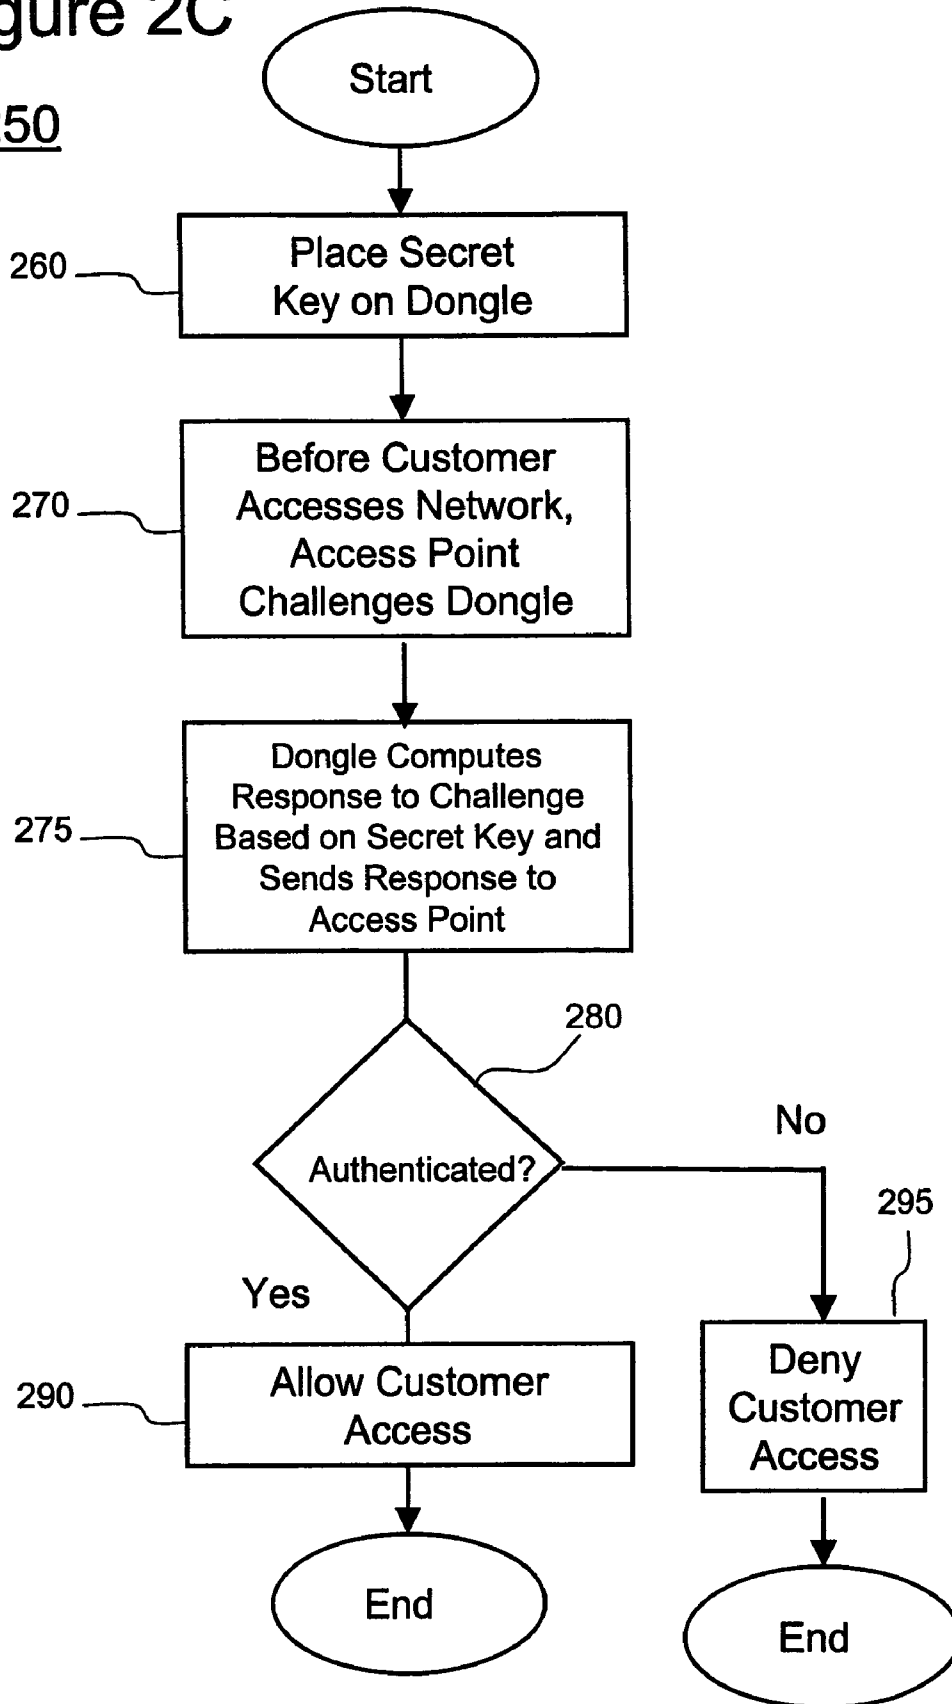 gure 2C
50
Start
260
Place Secret
Key on Dongle
270
Before Customer
Accesses Network,
Access Point
Challenges Dongle
275
Dongle Computes
Response to Challenge
Based on Secret Key and
Sends Response to
Access Point
280
Authenticated?
No
295
Yes
290
Allow Customer
Access
Deny
Customer
Access
End
End